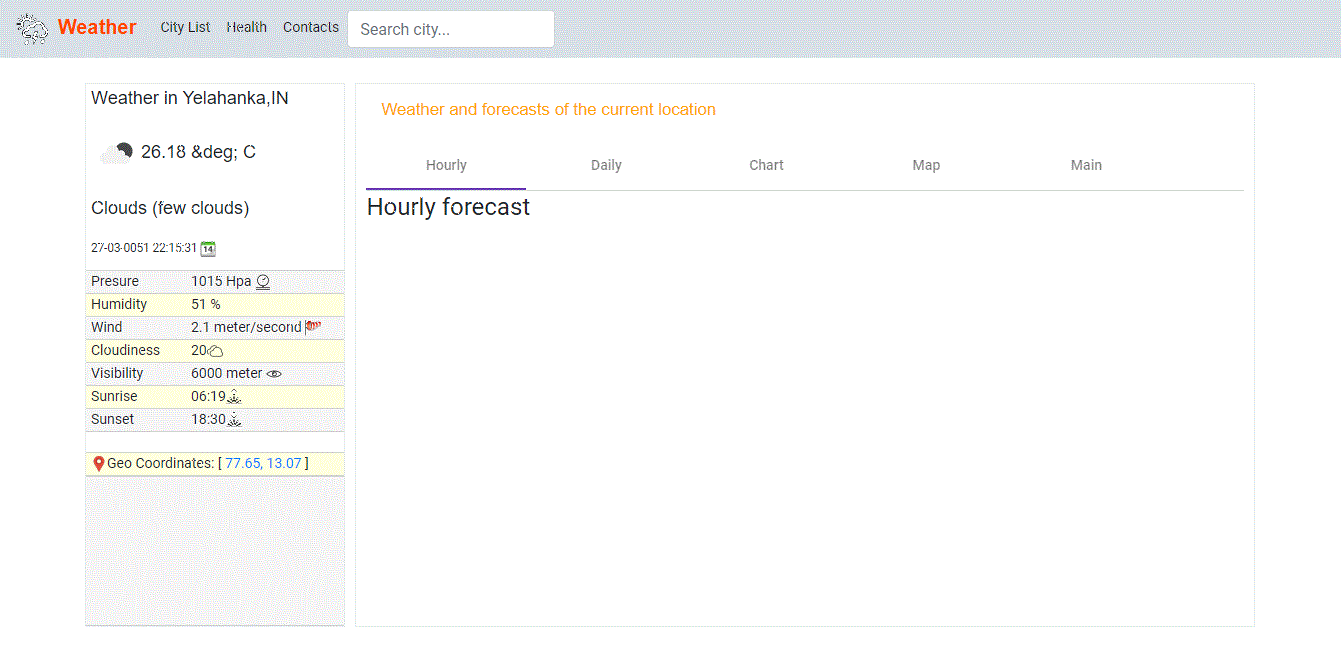 Weather City List Health Contacts Search city...
Weather in Yelahanka,IN
26.18 &deg; C
Clouds (few clouds)
27-03-0051 22:15:31 14
Presure 1015 Hpa
Humidity 51 %
Wind 2.1 meter/second
Cloudiness 20
Visibility 6000 meter
Sunrise 06:19
Sunset 18:30
Geo Coordinates: [ 77.65, 13.07 ]
Weather and forecasts of the current location
Hourly Daily Chart Map Main
Hourly forecast